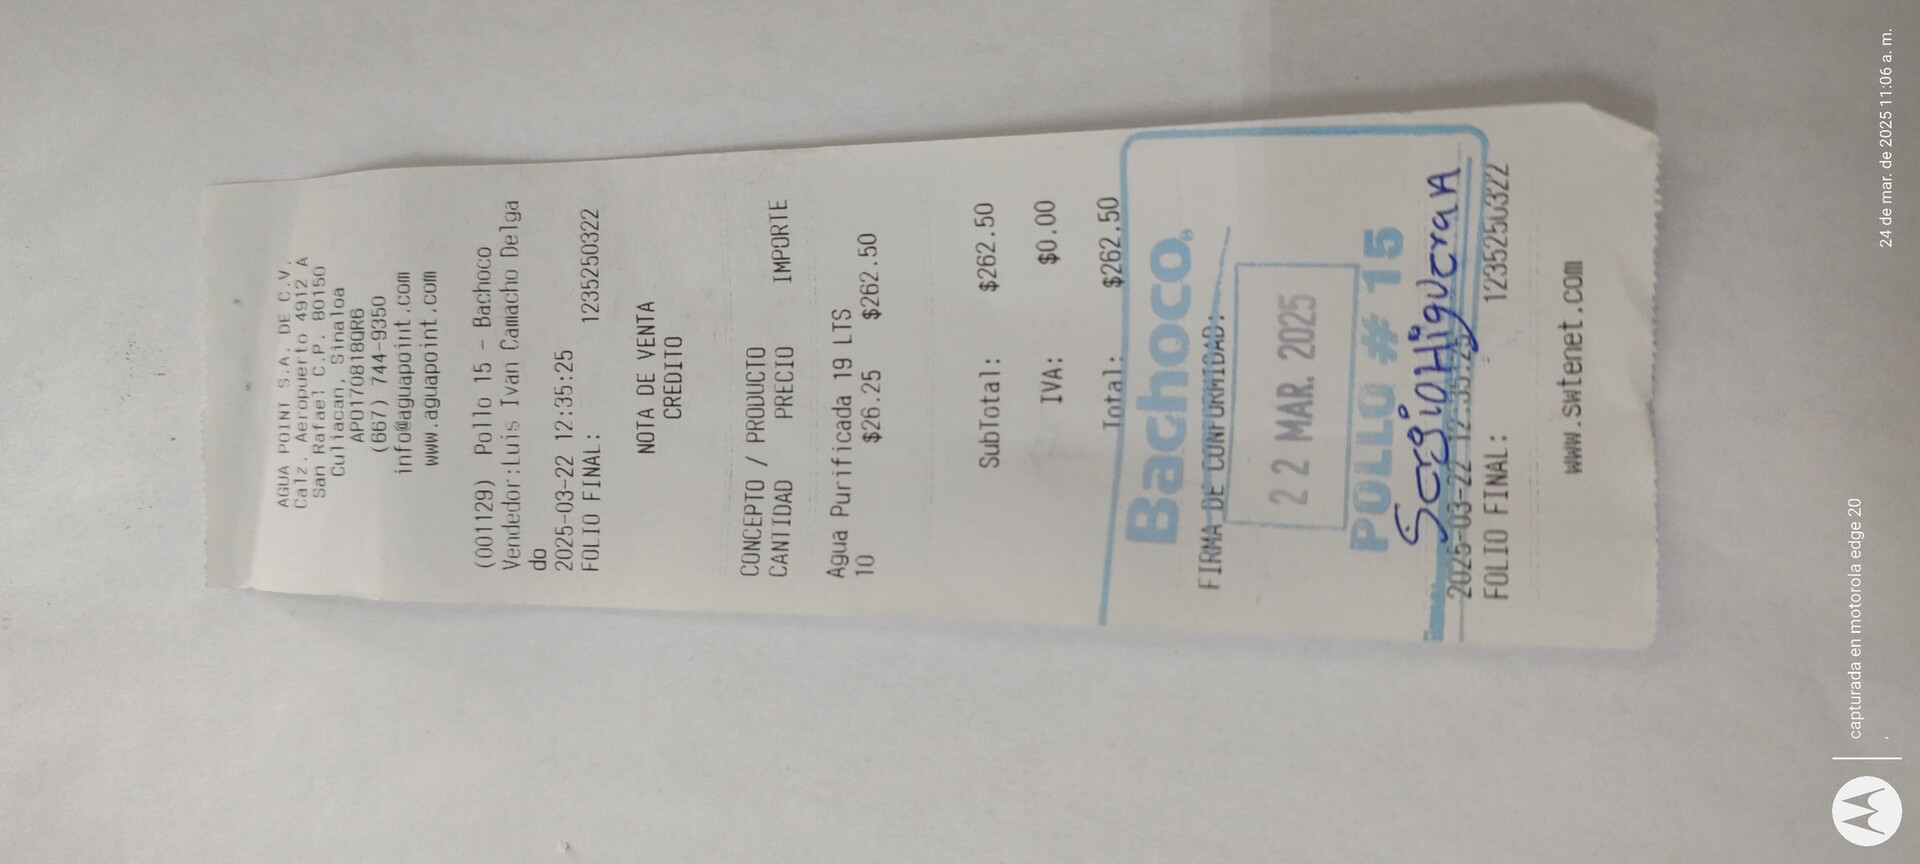 AGUA POINT S.A. DE C.V.
Calz. Aeropuerto 4912 A
San Rafael C.P. 80150
Culiacan, Sinaloa
APO170818QR6
(667) 744-9350
info@aguapoint.com
www.aguapoint.com
(001129) Pollo 15 - Bachoco
Vendedor:Luis Ivan Camacho Delga
do
2025-03-22 12:35:25
FOLIO FINAL: 1235250322
NOTA DE VENTA
CREDITO
CONCEPTO / PRODUCTO
CANTIDAD PRECIO IMPORTE
Agua Purificada 19 LTS
10 $26.25 $262.50
SubTotal: $262.50
IVA: $0.00
Total: $262.50
Bachoco®
FIRMA DE CONFORMIDAD:
22 MAR. 2025
POLLO # 15
Sergio Higuera
2025-03-22 12:35:25
FOLIO FINAL: 1235250322
www.Swtenet.com
capturada en motorola edge 20
24 de mar. de 2025 11:06 a. m.